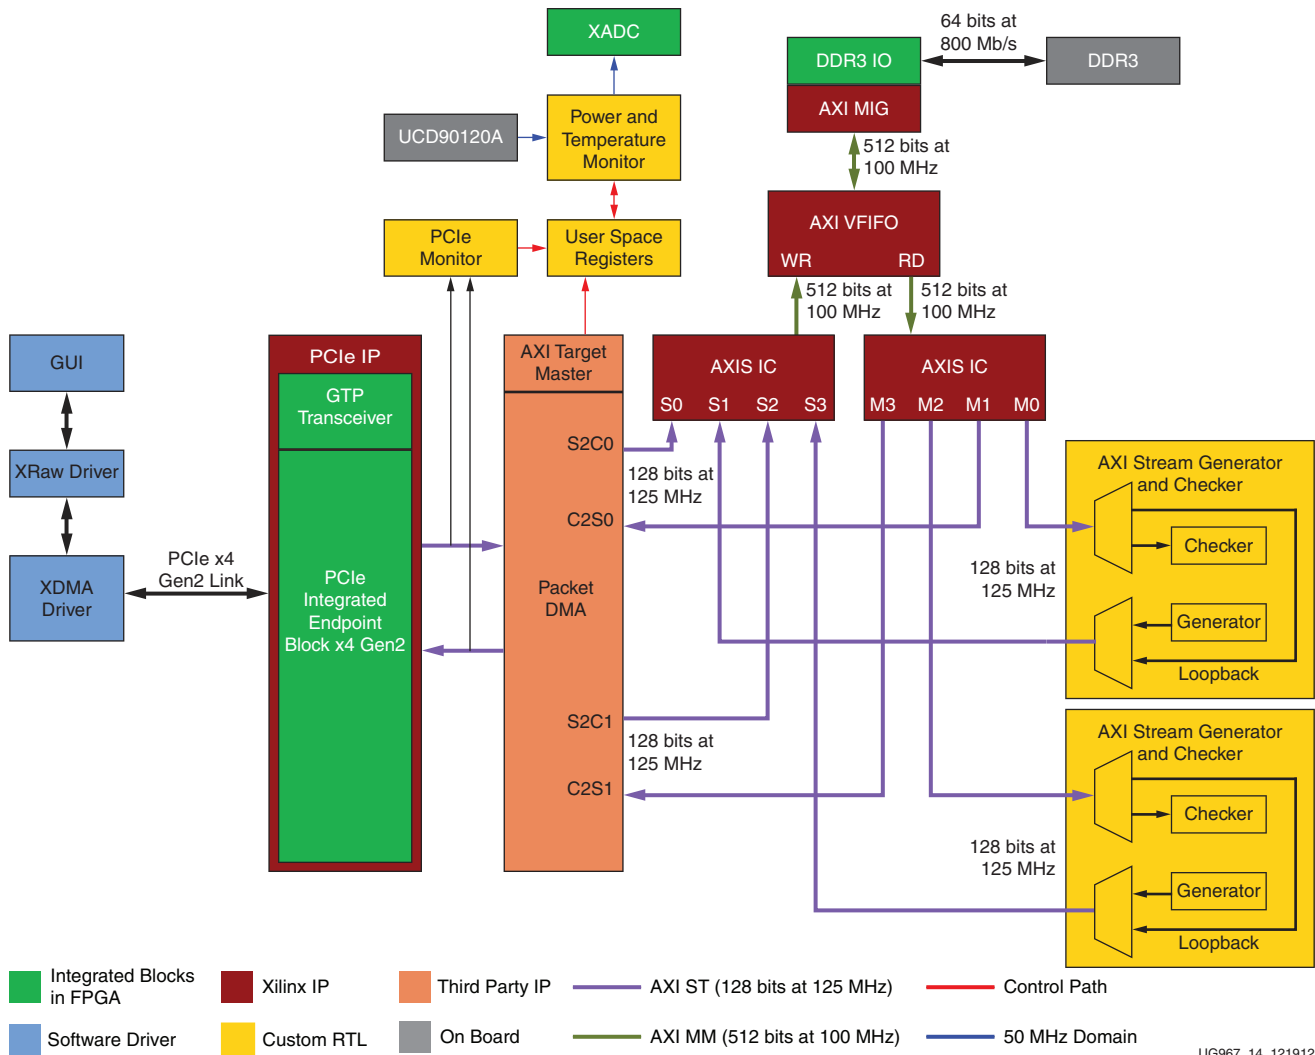 XADC
64 bits at
800 Mb/s
DDR3 IO
DDR3
AXI MIG
UCD90120A
Power and
Temperature
Monitor
512 bits at
100 MHz
PCIe
Monitor
User Space
Registers
AXI VFIFO
WR
RD
512 bits at
100 MHz
512 bits at
100 MHz
GUI
PCIe IP
GTP
Transceiver
AXI Target
Master
AXIS IC
S0 S1 S2 S3
AXIS IC
M3 M2 M1 M0
XRaw Driver
S2C0
128 bits at
125 MHz
C2S0
AXI Stream Generator
and Checker
Checker
128 bits at
125 MHz
Generator
Loopback
PCIe x4
Gen2 Link
XDMA
Driver
PCIe
Integrated
Endpoint
Block x4 Gen2
Packet
DMA
S2C1
128 bits at
125 MHz
C2S1
AXI Stream Generator
and Checker
Checker
128 bits at
125 MHz
Generator
Loopback
Integrated Blocks
in FPGA
Xilinx IP
Third Party IP
AXI ST (128 bits at 125 MHz)
Control Path
Software Driver
Custom RTL
On Board
AXI MM (512 bits at 100 MHz)
50 MHz Domain
UG967_14_121912